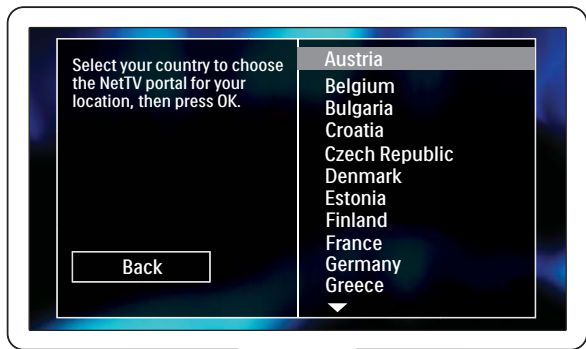 Select your country to choose
the NetTV portal for your
location, then press OK.
Back
Austria
Belgium
Bulgaria
Croatia
Czech Republic
Denmark
Estonia
Finland
France
Germany
Greece